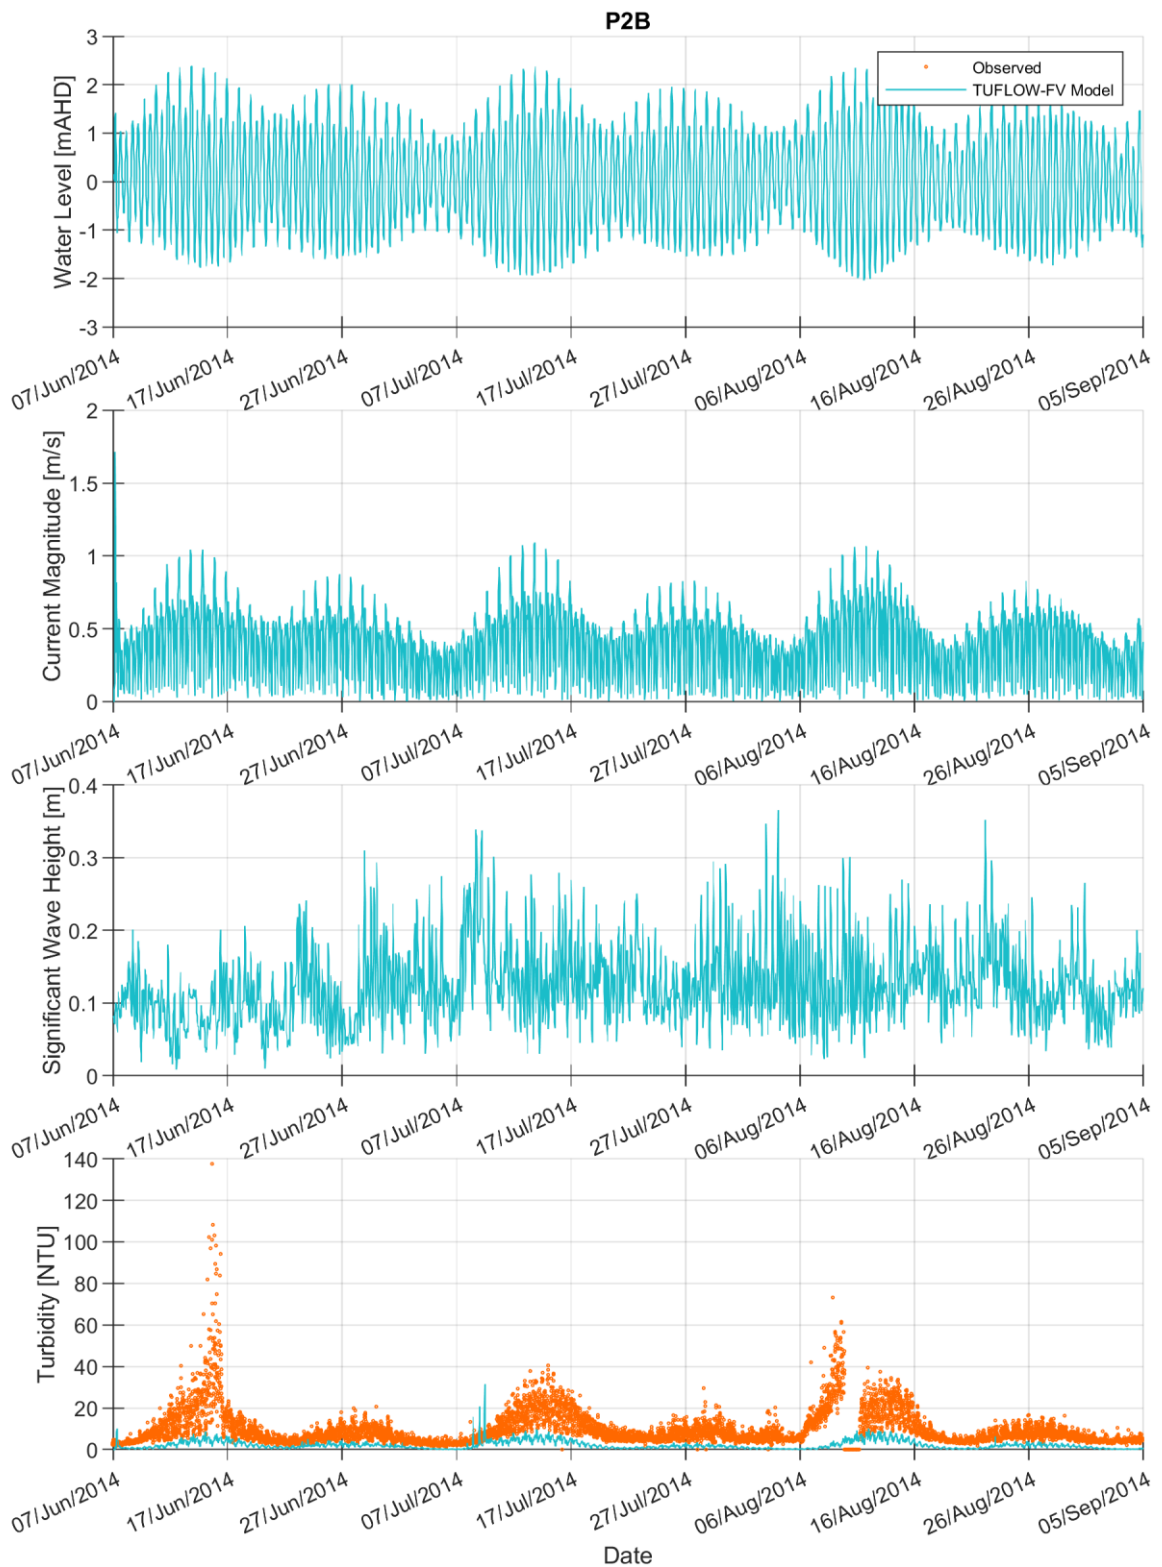 P2B
Water Level [mAHD]
3
2
1
0
-1
-2
-3
Observed
TUFLOW-FV Model
07/Jun/2014
17/Jun/2014
27/Jun/2014
07/Jul/2014
17/Jul/2014
27/Jul/2014
06/Aug/2014
16/Aug/2014
26/Aug/2014
05/Sep/2014
Current Magnitude [m/s]
2
1.5
1
0.5
0
07/Jun/2014
17/Jun/2014
27/Jun/2014
07/Jul/2014
17/Jul/2014
27/Jul/2014
06/Aug/2014
16/Aug/2014
26/Aug/2014
05/Sep/2014
Significant Wave Height [m]
0.4
0.3
0.2
0.1
0
07/Jun/2014
17/Jun/2014
27/Jun/2014
07/Jul/2014
17/Jul/2014
27/Jul/2014
06/Aug/2014
16/Aug/2014
26/Aug/2014
05/Sep/2014
Turbidity [NTU]
140
120
100
80
60
40
20
0
07/Jun/2014
17/Jun/2014
27/Jun/2014
07/Jul/2014
17/Jul/2014
27/Jul/2014
06/Aug/2014
16/Aug/2014
26/Aug/2014
05/Sep/2014
Date